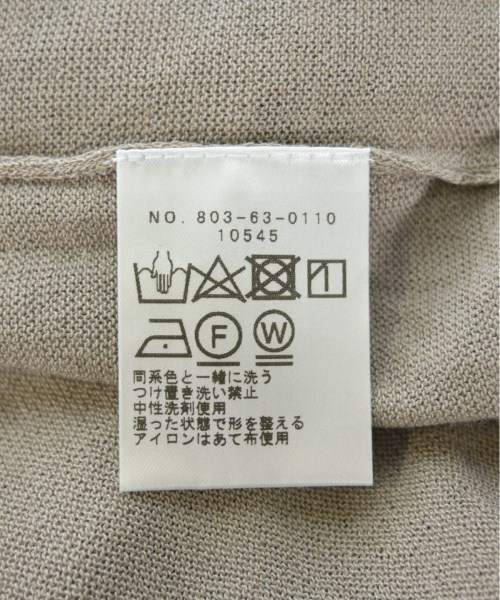 NO. 803-63-0110
10545
F W
同系色と一緒に洗う
つけ置き洗い禁止
中性洗剤使用
湿った状態で形を整える
アイロンはあて布使用